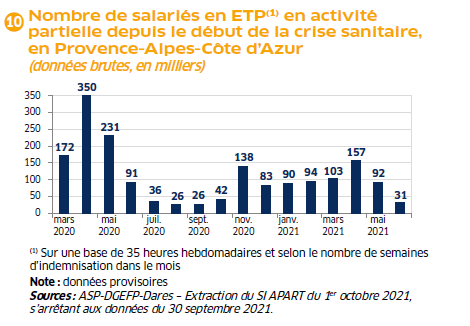 10 Nombre de salariés en ETP(1) en activité
partielle depuis le début de la crise sanitaire,
en Provence-Alpes-Côte d'Azur
(données brutes, en milliers)
350
300
250
200
150
100
50
0
172 350 231 91 36 26 26 42 138 83 90 94 103 157 92 31
mars mai juil. sept. nov. janv. mars mai
2020 2020 2020 2020 2020 2021 2021 2021
(1) Sur une base de 35 heures hebdomadaires et selon le nombre de semaines
d'indemnisation dans le mois
Note : données provisoires
Sources : ASP-DGEFP-Dares – Extraction du SI APART du 1er octobre 2021,
s'arrêtant aux données du 30 septembre 2021.